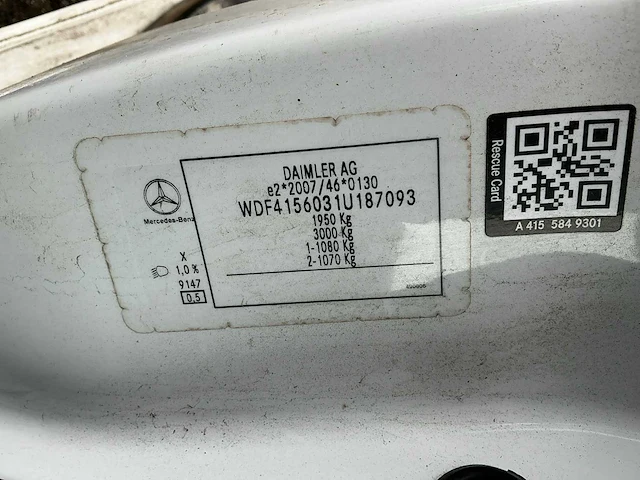 DAIMLER AG
e2*2007/46*0130
WDF4156031U187093
1950 Kg
3000 Kg
1-1080 Kg
2-1070 Kg
Mercedes-Benz
X
1,0 %
9147
0,5
Rescue Card
A 415 584 9301